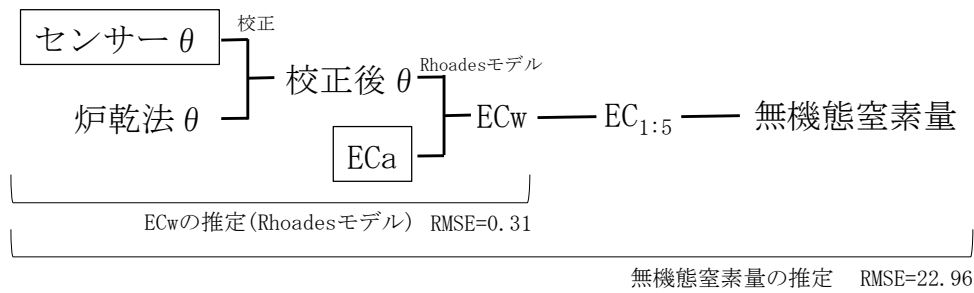 センサーθ
校正
炉乾法θ
校正後θ
Rhoadesモデル
ECa
ECw
EC1:5
無機態窒素量
ECwの推定(Rhoadesモデル) RMSE=0.31
無機態窒素量の推定 RMSE=22.96